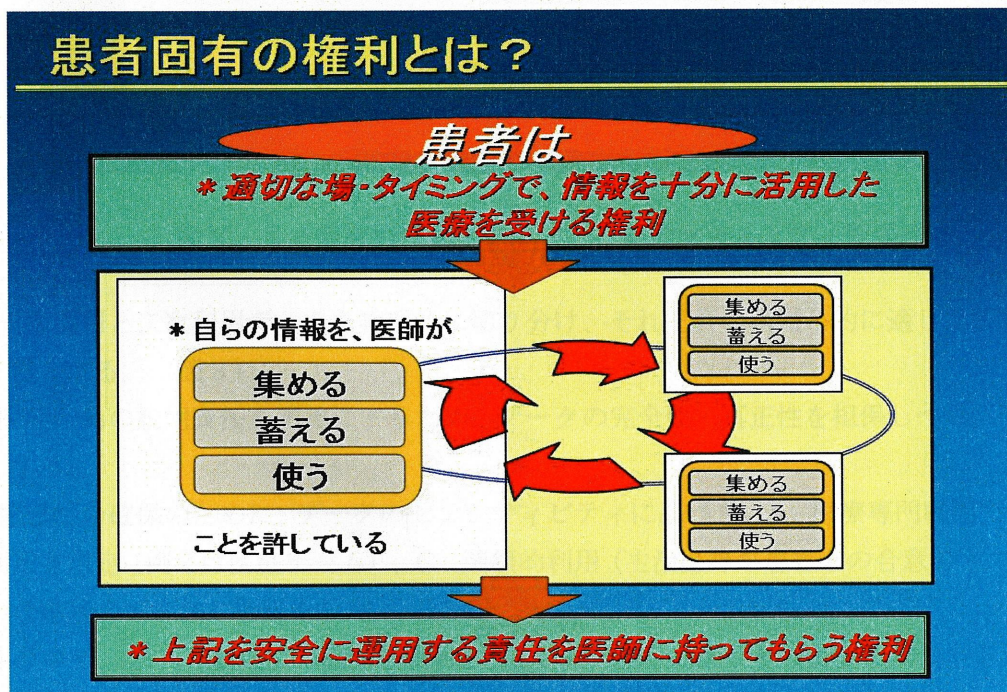 患者固有の権利とは？
患者は
＊適切な場・タイミングで、情報を十分に活用した
医療を受ける権利
＊自らの情報を、医師が
集める
蓄える
使う
ことを許している
集める
蓄える
使う
集める
蓄える
使う
＊上記を安全に運用する責任を医師に持ってもらう権利